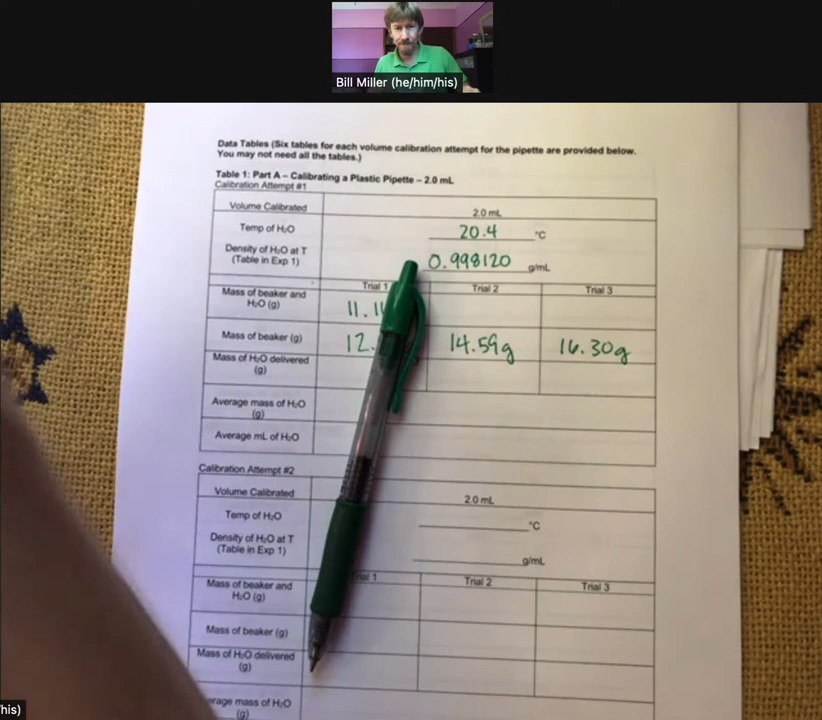 Bill Miller (he/him/his)
Data Tables (Six tables for each volume calibration attempt for the pipette are provided below.
You may not need all the tables.)
Table 1: Part A – Calibrating a Plastic Pipette – 2.0 mL
Calibration Attempt #1
Volume Calibrated 2.0 mL
Temp of H₂O 20.4 °C
Density of H₂O at T
(Table in Exp 1) 0.998120 g/mL
Trial 1 Trial 2 Trial 3
Mass of beaker and
H₂O (g)
Mass of beaker (g) 14.59g 16.30g
Mass of H₂O delivered
(g)
Average mass of H₂O
(g)
Average mL of H₂O
Calibration Attempt #2
Volume Calibrated 2.0 mL
Temp of H₂O °C
Density of H₂O at T
(Table in Exp 1) g/mL
Trial 1 Trial 2 Trial 3
Mass of beaker and
H₂O (g)
Mass of beaker (g)
Mass of H₂O delivered
(g)
mass of H₂O
(g)